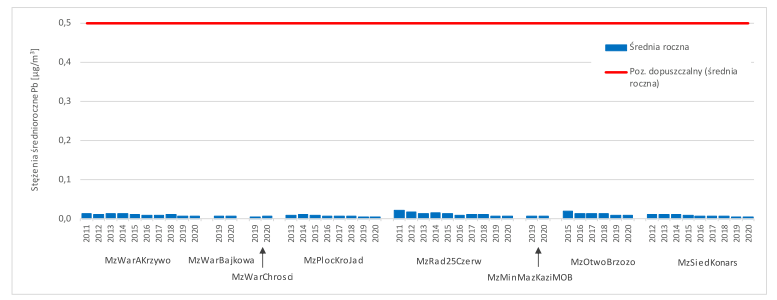 Stężenia średnioroczne Pb [µg/m³]
0,5
0,4
0,3
0,2
0,1
0,0
Średnia roczna
Poz. dopuszczalny (średnia
roczna)
2011 2012 2013 2014 2015 2016 2017 2018 2019 2020
2019 2020
2019 2020
2013 2014 2015 2016 2017 2018 2019 2020
2011 2012 2013 2014 2015 2016 2017 2018 2019 2020
2019 2020
2015 2016 2017 2018 2019 2020
2012 2013 2014 2015 2016 2017 2018 2019 2020
MzWarAKrzywo
MzWarBajkowa
MzWarChrosci
MzPlocKroJad
MzRad25Czerw
MzMinMazKaziMOB
MzOtwoBrzozo
MzSiedKonars